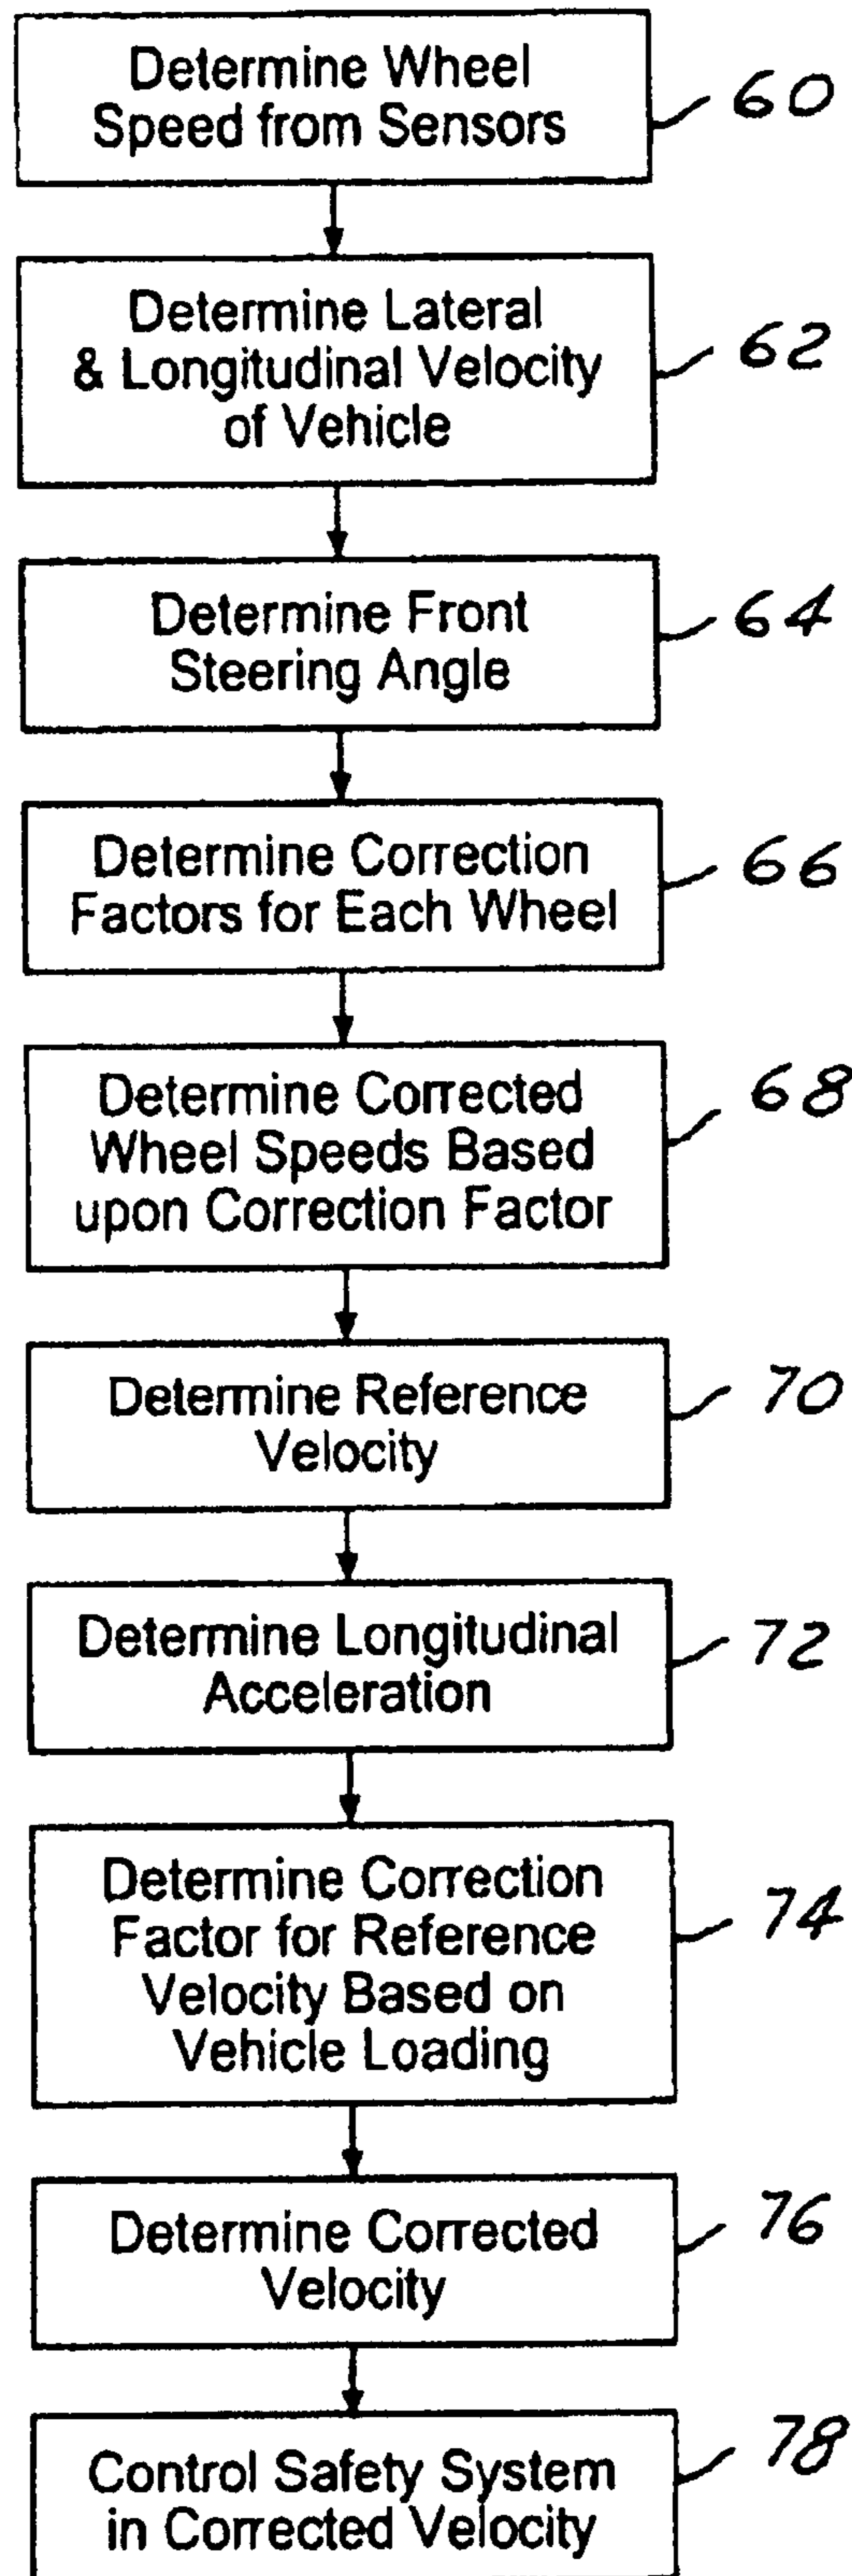 Determine Wheel
Speed from Sensors
60
Determine Lateral
& Longitudinal Velocity
of Vehicle
62
Determine Front
Steering Angle
64
Determine Correction
Factors for Each Wheel
66
Determine Corrected
Wheel Speeds Based
upon Correction Factor
68
Determine Reference
Velocity
70
Determine Longitudinal
Acceleration
72
Determine Correction
Factor for Reference
Velocity Based on
Vehicle Loading
74
Determine Corrected
Velocity
76
Control Safety System
in Corrected Velocity
78